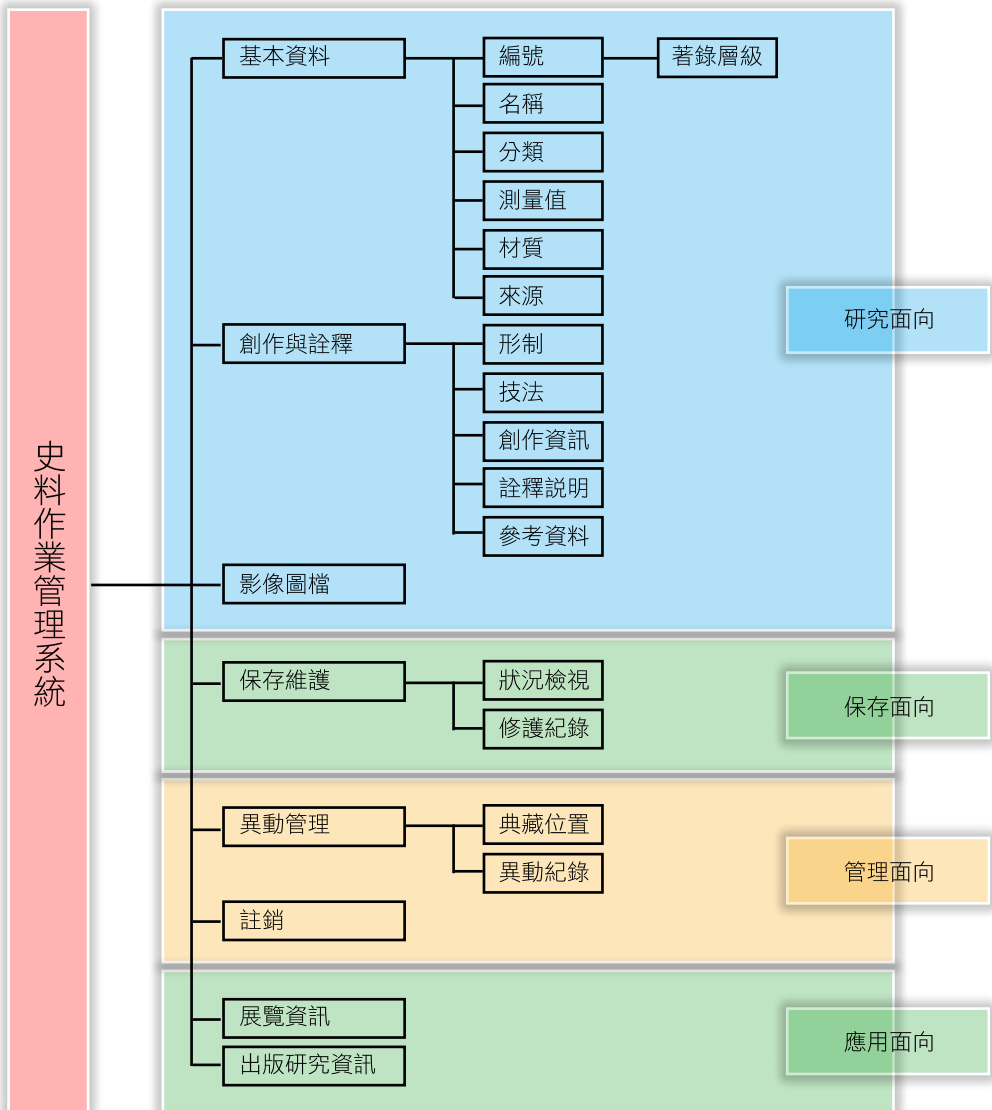 史料作業管理系統
基本資料
編號
著錄層級
名稱
分類
測量值
材質
來源
創作與詮釋
形制
技法
創作資訊
詮釋説明
參考資料
影像圖檔
研究面向
保存維護
狀況檢視
修護紀錄
保存面向
異動管理
典藏位置
異動紀錄
註銷
管理面向
展覽資訊
出版研究資訊
應用面向